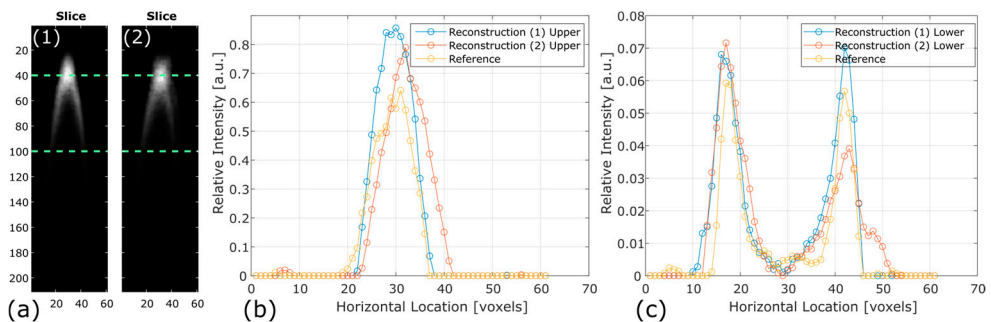 Slice
Slice
(1)
(2)
20
40
60
80
100
120
140
160
180
200
20 40 60
20 40 60
(a)
Reconstruction (1) Upper
Reconstruction (2) Upper
Reference
Relative Intensity [a.u.]
0.8
0.7
0.6
0.5
0.4
0.3
0.2
0.1
0
0 10 20 30 40 50 60 70
Horizontal Location [voxels]
(b)
Reconstruction (1) Lower
Reconstruction (2) Lower
Reference
Relative Intensity [a.u.]
0.08
0.07
0.06
0.05
0.04
0.03
0.02
0.01
0
0 10 20 30 40 50 60 70
Horizontal Location [voxels]
(c)